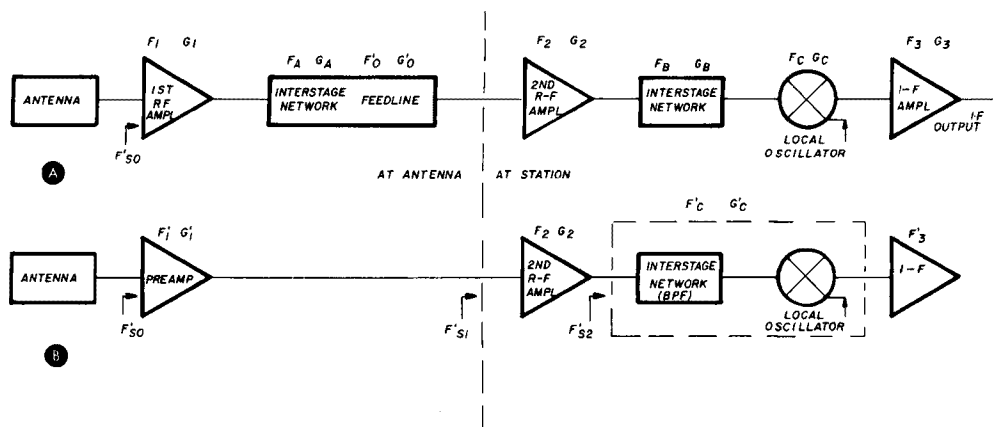 F1 G1
FA GA F'O G'O
F2 G2
FB GB
FC GC
F3 G3
ANTENNA
1ST
RF
AMPL
INTERSTAGE
NETWORK FEEDLINE
2ND
R-F
AMPL
INTERSTAGE
NETWORK
I-F
AMPL
I-F
OUTPUT
F'SO
LOCAL
OSCILLATOR
A
AT ANTENNA
AT STATION
F'1 G'1
F2 G2
F'C G'C
F'3
ANTENNA
PREAMP
2ND
R-F
AMPL
INTERSTAGE
NETWORK
(BPF)
I-F
F'SO
F'S1
F'S2
LOCAL
OSCILLATOR
B